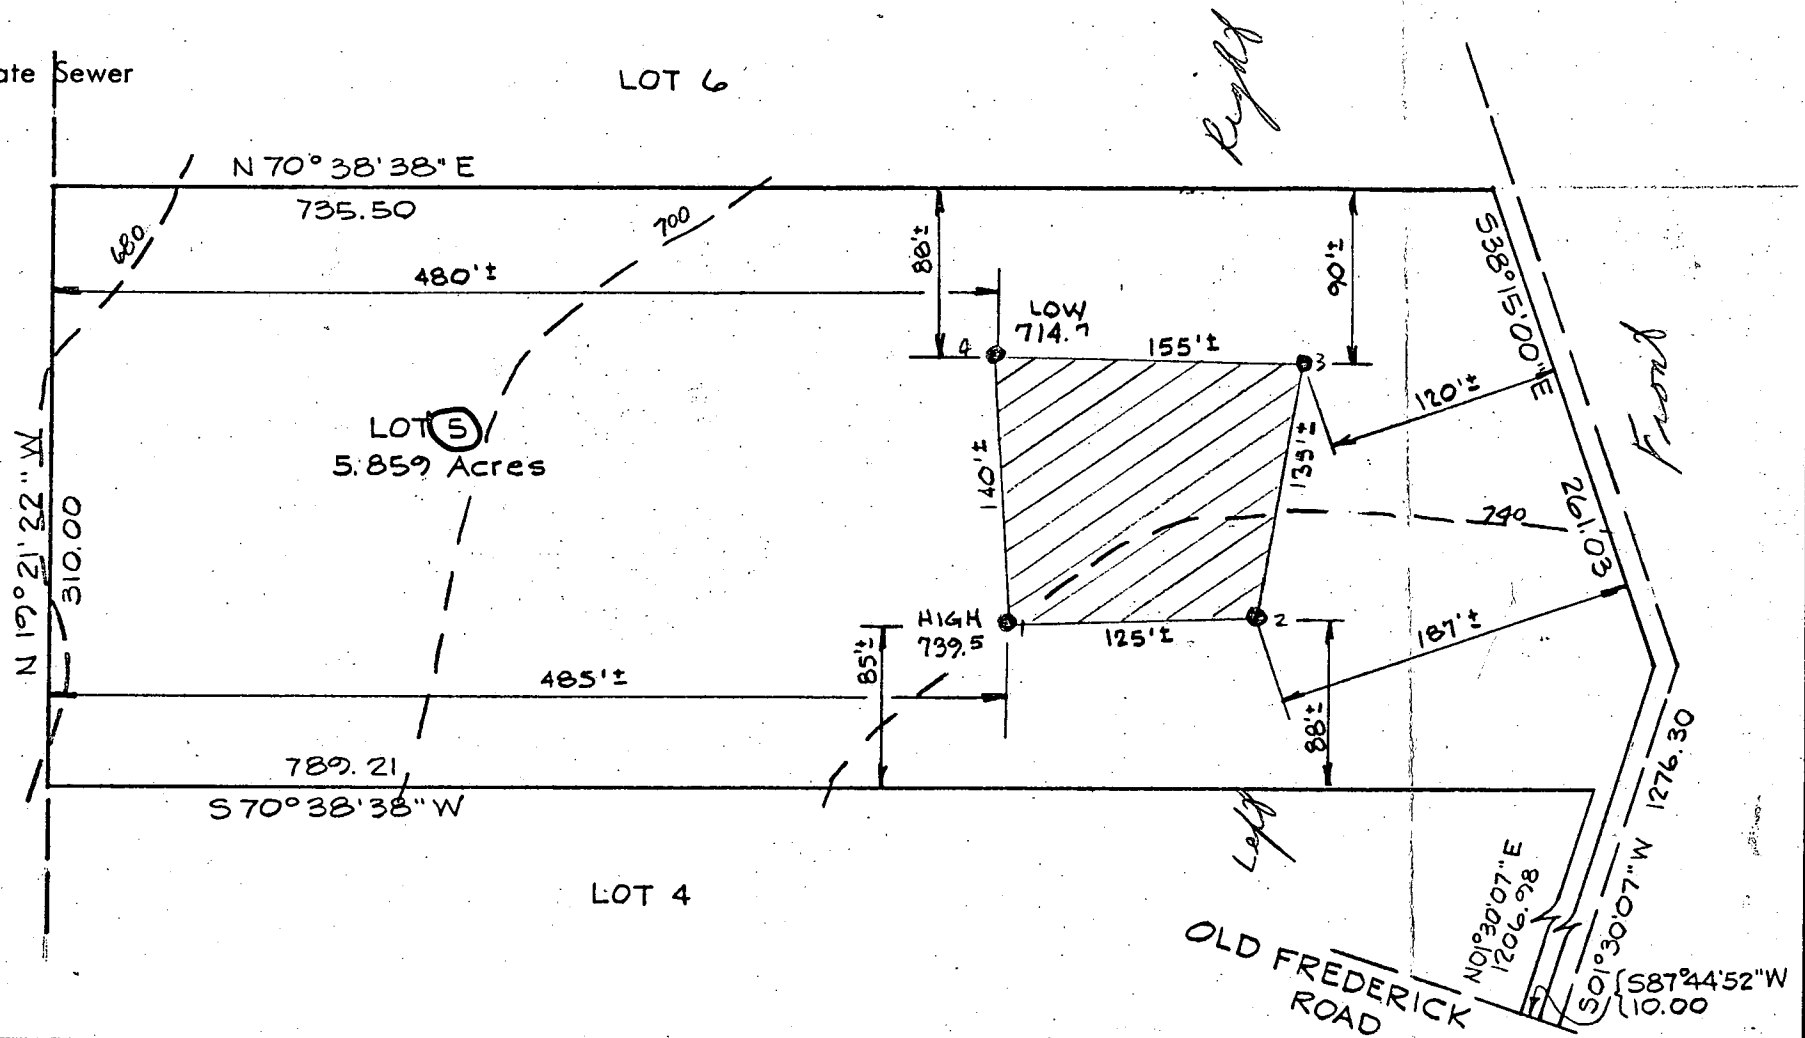 ate Sewer
LOT 6
Right
N 70° 38' 38" E
735.50
680
700
480'±
88'±
90'±
S38°15'00"E
261.03
LOW
714.7
4
155'±
3
120'±
Front
LOT 5
5.859 Acres
N 19° 21' 22" W
310.00
140'±
135'±
740
HIGH
739.5
1
125'±
2
187'±
485'±
85'±
88'±
789.21
S 70° 38' 38" W
Left
LOT 4
1276.30
S01°30'07"W
N01°30'07"E
1206.98
OLD FREDERICK
ROAD
S87°44'52"W
10.00